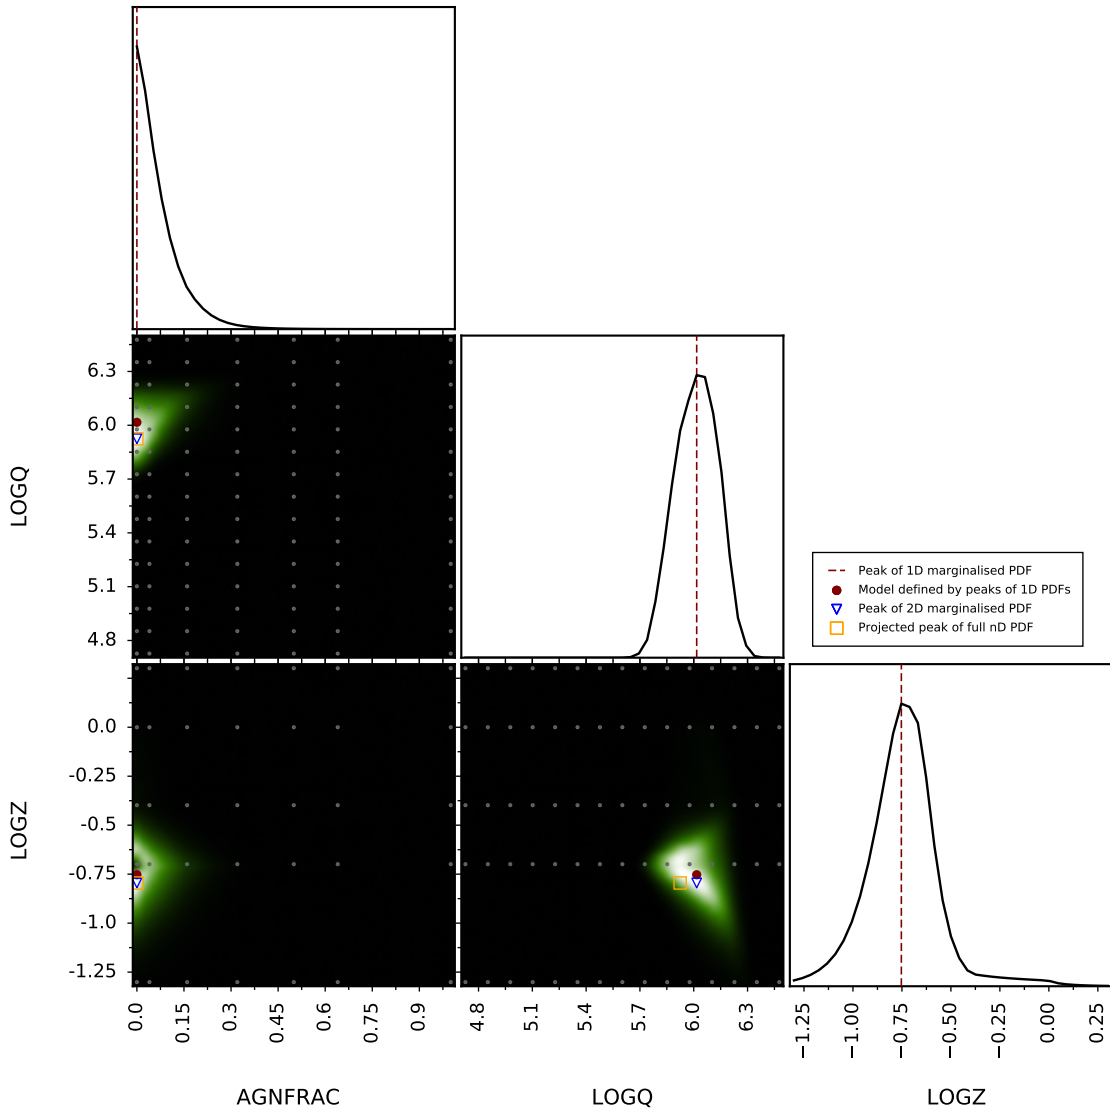 6.3
6.0
5.7
5.4
5.1
4.8
LOGQ
Peak of 1D marginalised PDF
Model defined by peaks of 1D PDFs
Peak of 2D marginalised PDF
Projected peak of full nD PDF
0.0
-0.25
-0.5
-0.75
-1.0
-1.25
LOGZ
0.0 0.15 0.3 0.45 0.6 0.75 0.9
4.8 5.1 5.4 5.7 6.0 6.3
−1.25 −1.00 −0.75 −0.50 −0.25 0.00 0.25
AGNFRAC LOGQ LOGZ